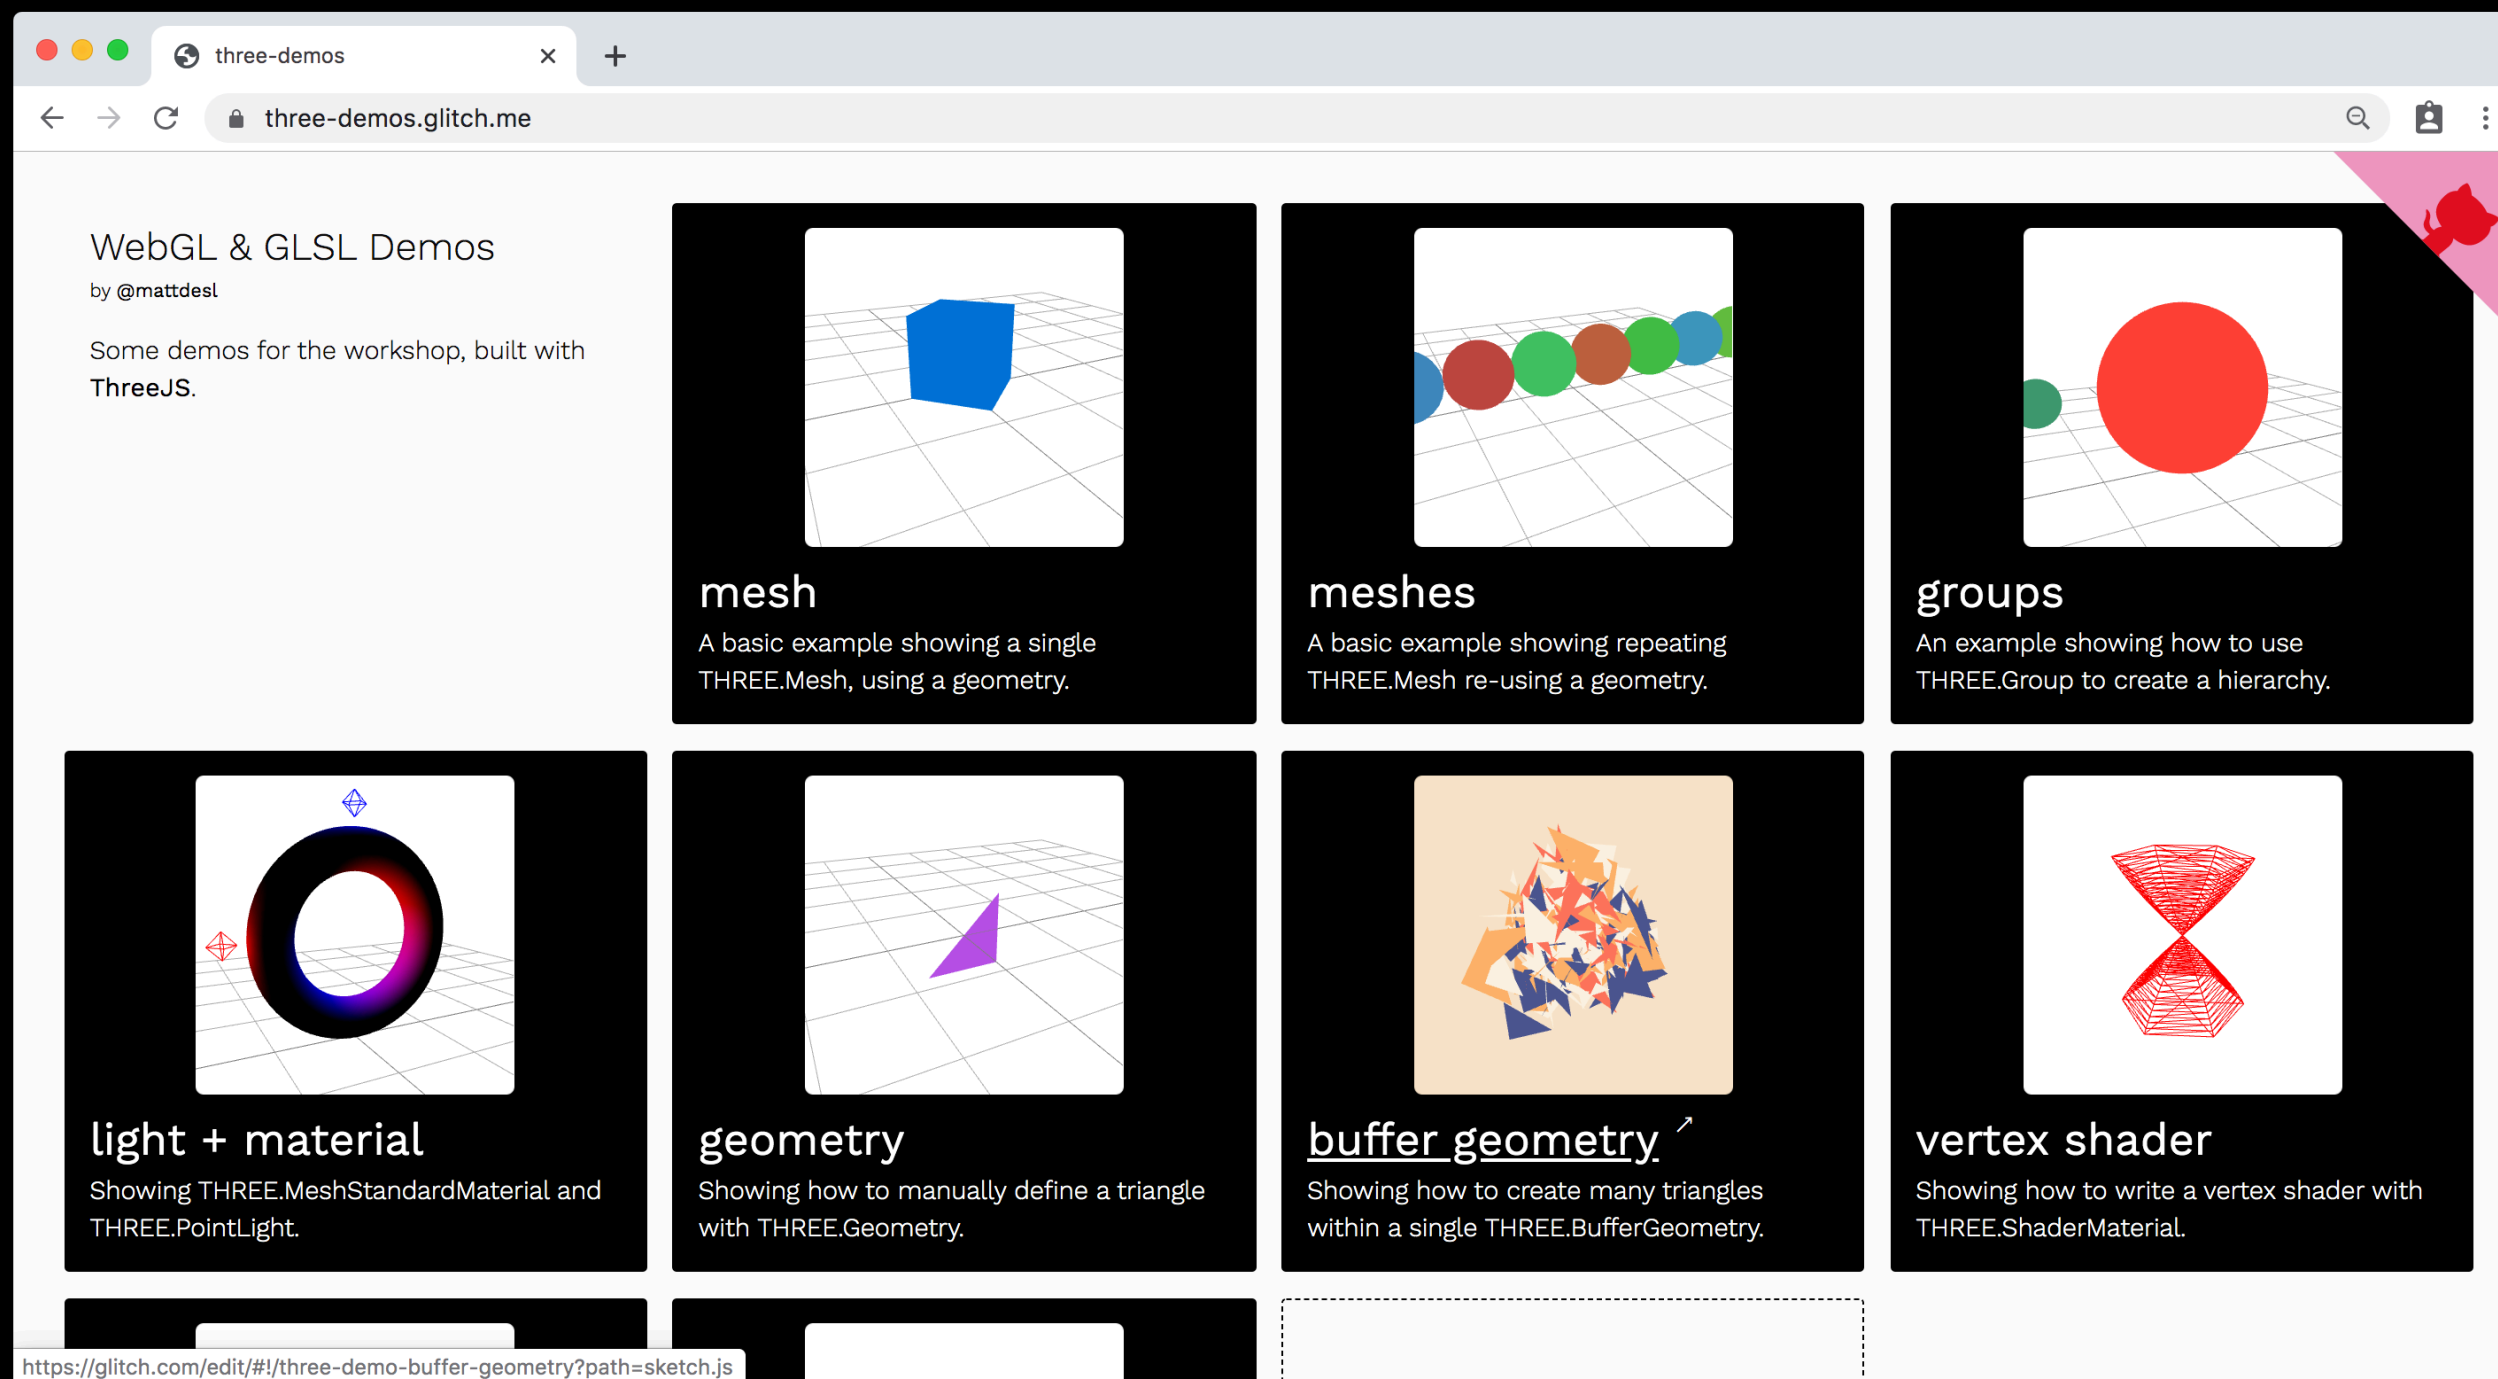 three-demos
three-demos.glitch.me
WebGL & GLSL Demos
by @mattdesl
Some demos for the workshop, built with
ThreeJS.
mesh
A basic example showing a single
THREE.Mesh, using a geometry.
meshes
A basic example showing repeating
THREE.Mesh re-using a geometry.
groups
An example showing how to use
THREE.Group to create a hierarchy.
light + material
Showing THREE.MeshStandardMaterial and
THREE.PointLight.
geometry
Showing how to manually define a triangle
with THREE.Geometry.
buffer geometry ↗
Showing how to create many triangles
within a single THREE.BufferGeometry.
vertex shader
Showing how to write a vertex shader with
THREE.ShaderMaterial.
https://glitch.com/edit/#!/three-demo-buffer-geometry?path=sketch.js